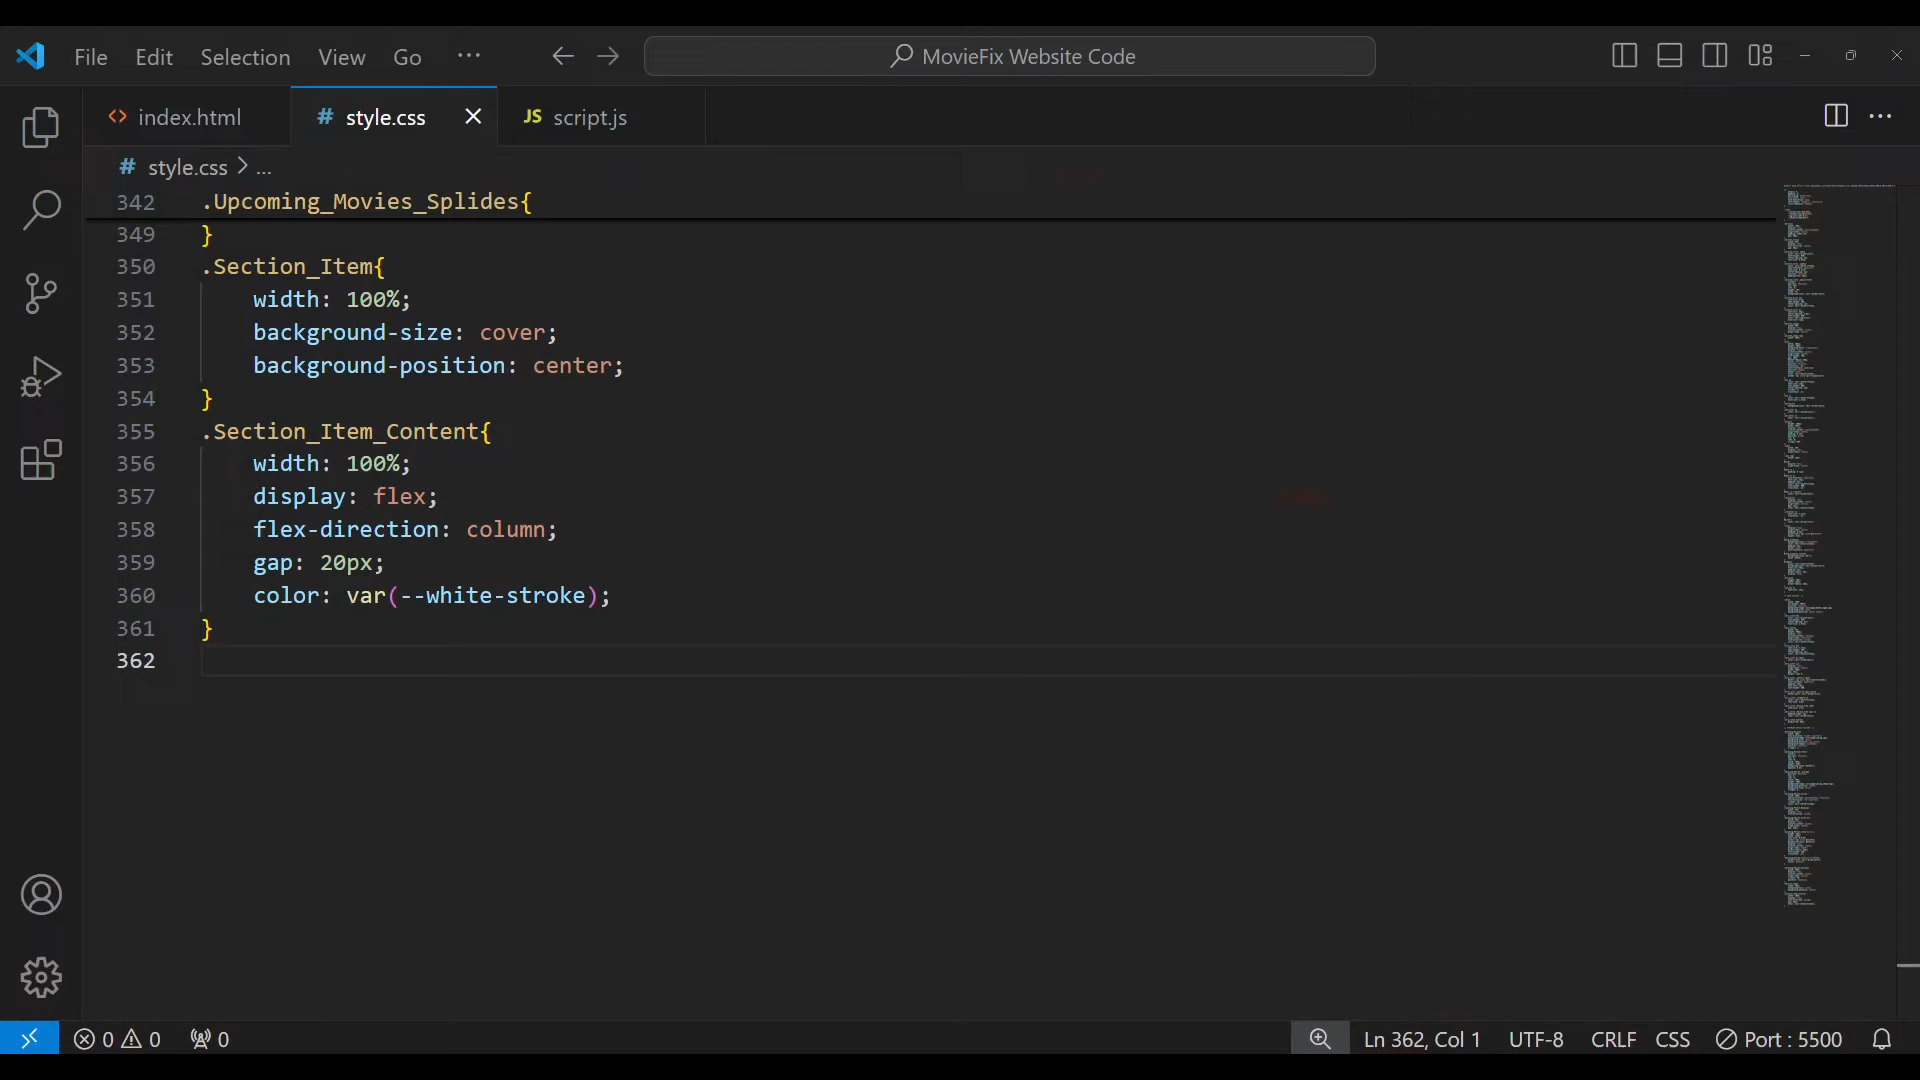 File Edit Selection View Go ··· MovieFix Website Code
index.html # style.css JS script.js
# style.css > ...
342 .Upcoming_Movies_Splides{
349 }
350 .Section_Item{
351 width: 100%;
352 background-size: cover;
353 background-position: center;
354 }
355 .Section_Item_Content{
356 width: 100%;
357 display: flex;
358 flex-direction: column;
359 gap: 20px;
360 color: var(--white-stroke);
361 }
362
0 0 0 Ln 362, Col 1 UTF-8 CRLF CSS Port : 5500